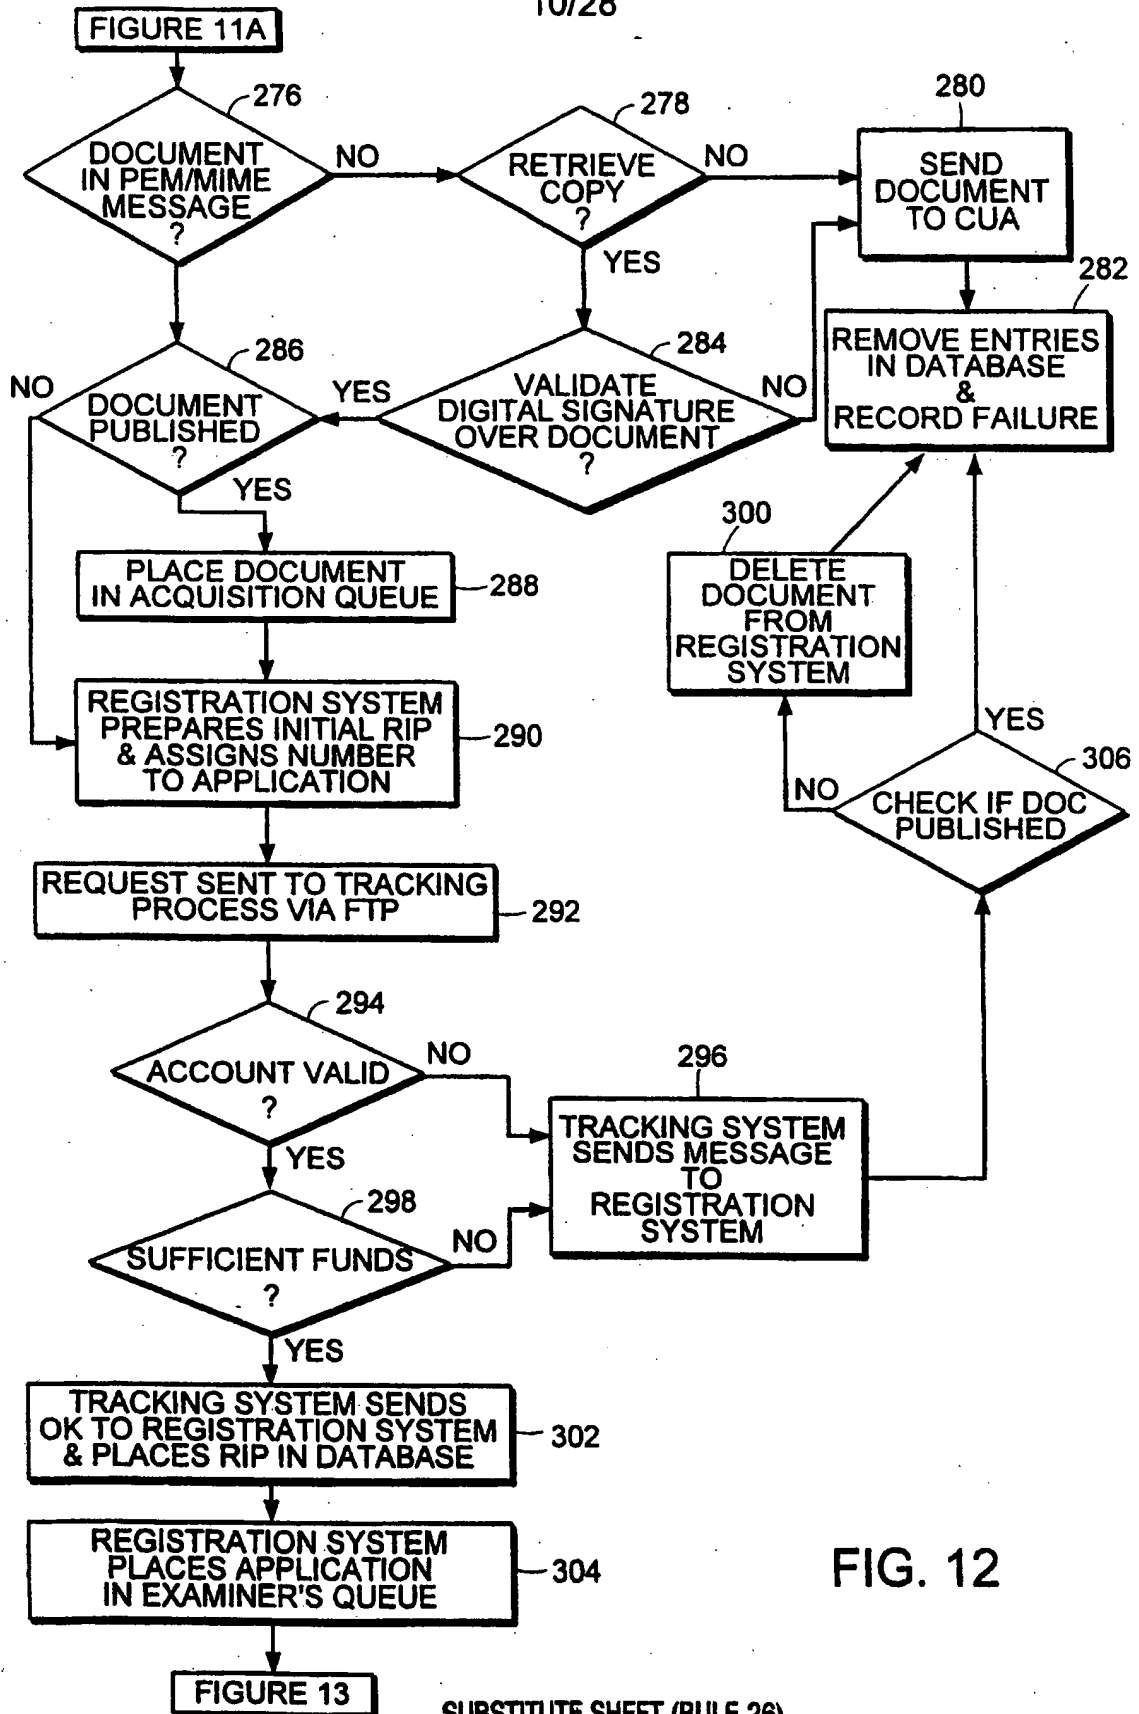 10/28
FIGURE 11A
276
DOCUMENT
IN PEM/MIME
MESSAGE
?
NO
278
RETRIEVE
COPY
?
NO
YES
280
SEND
DOCUMENT
TO CUA
282
REMOVE ENTRIES
IN DATABASE
&
RECORD FAILURE
284
VALIDATE
DIGITAL SIGNATURE
OVER DOCUMENT
?
NO
YES
286
DOCUMENT
PUBLISHED
?
NO
YES
PLACE DOCUMENT
IN ACQUISITION QUEUE
288
REGISTRATION SYSTEM
PREPARES INITIAL RIP
& ASSIGNS NUMBER
TO APPLICATION
290
REQUEST SENT TO TRACKING
PROCESS VIA FTP
292
294
ACCOUNT VALID
?
NO
YES
296
TRACKING SYSTEM
SENDS MESSAGE
TO
REGISTRATION
SYSTEM
298
SUFFICIENT FUNDS
?
NO
YES
300
DELETE
DOCUMENT
FROM
REGISTRATION
SYSTEM
YES
306
NO
CHECK IF DOC
PUBLISHED
TRACKING SYSTEM SENDS
OK TO REGISTRATION SYSTEM
& PLACES RIP IN DATABASE
302
REGISTRATION SYSTEM
PLACES APPLICATION
IN EXAMINER'S QUEUE
304
FIGURE 13
FIG. 12
SUBSTITUTE SHEET (RULE 26)